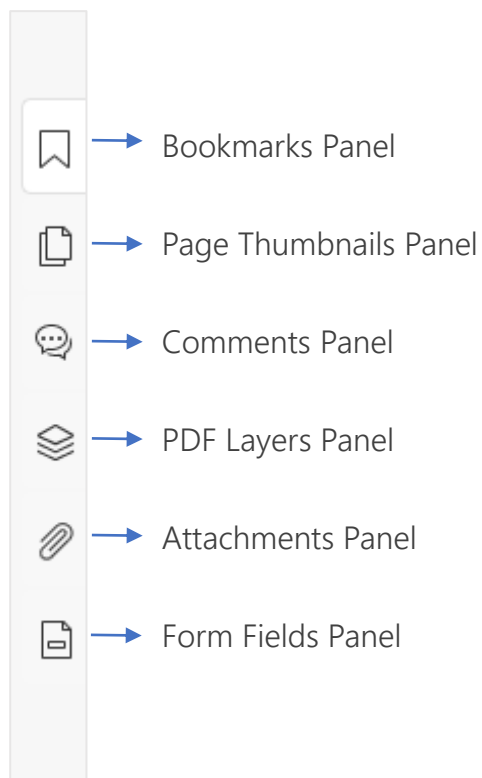 Bookmarks Panel
Page Thumbnails Panel
Comments Panel
PDF Layers Panel
Attachments Panel
Form Fields Panel